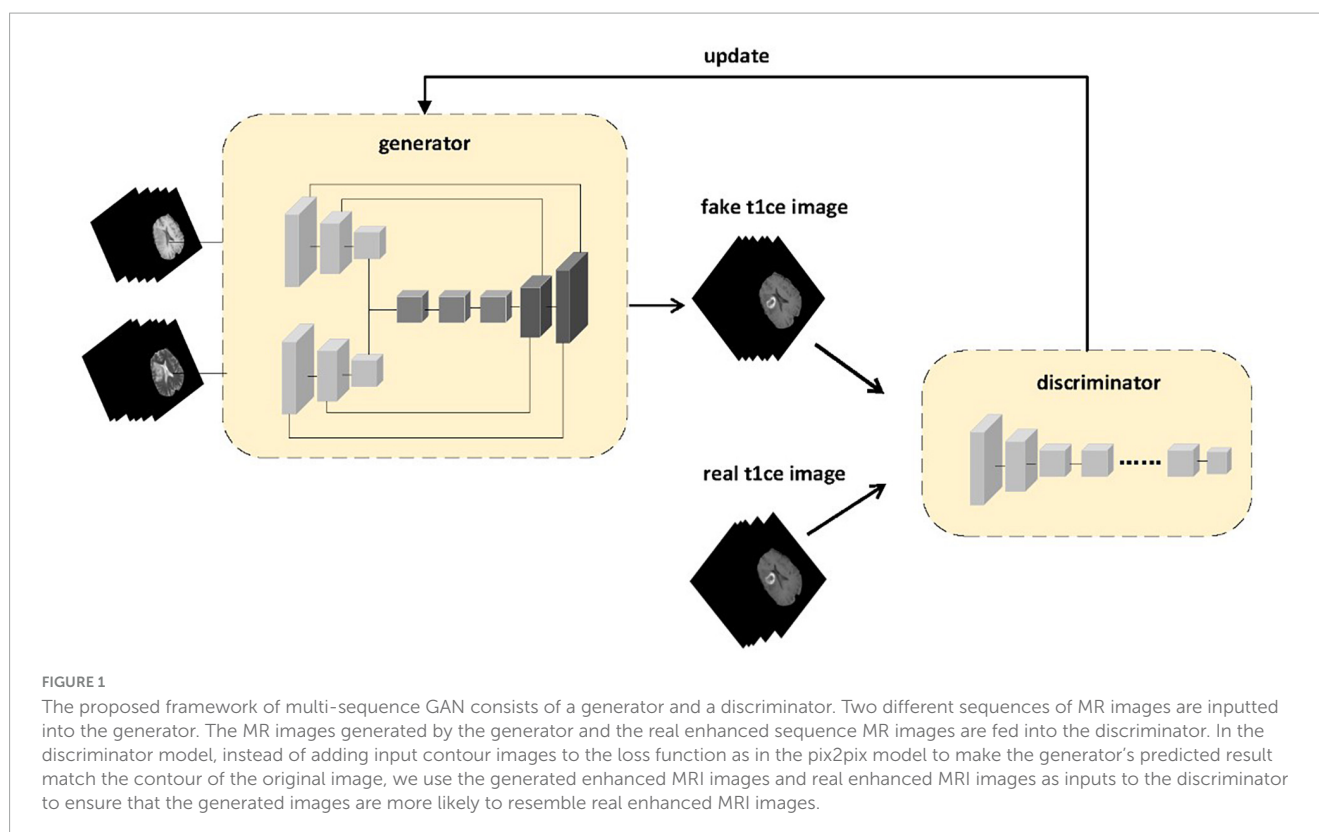 update
generator
fake t1ce image
discriminator
real t1ce image
FIGURE 1
The proposed framework of multi-sequence GAN consists of a generator and a discriminator. Two different sequences of MR images are inputted
into the generator. The MR images generated by the generator and the real enhanced sequence MR images are fed into the discriminator. In the
discriminator model, instead of adding input contour images to the loss function as in the pix2pix model to make the generator's predicted result
match the contour of the original image, we use the generated enhanced MRI images and real enhanced MRI images as inputs to the discriminator
to ensure that the generated images are more likely to resemble real enhanced MRI images.